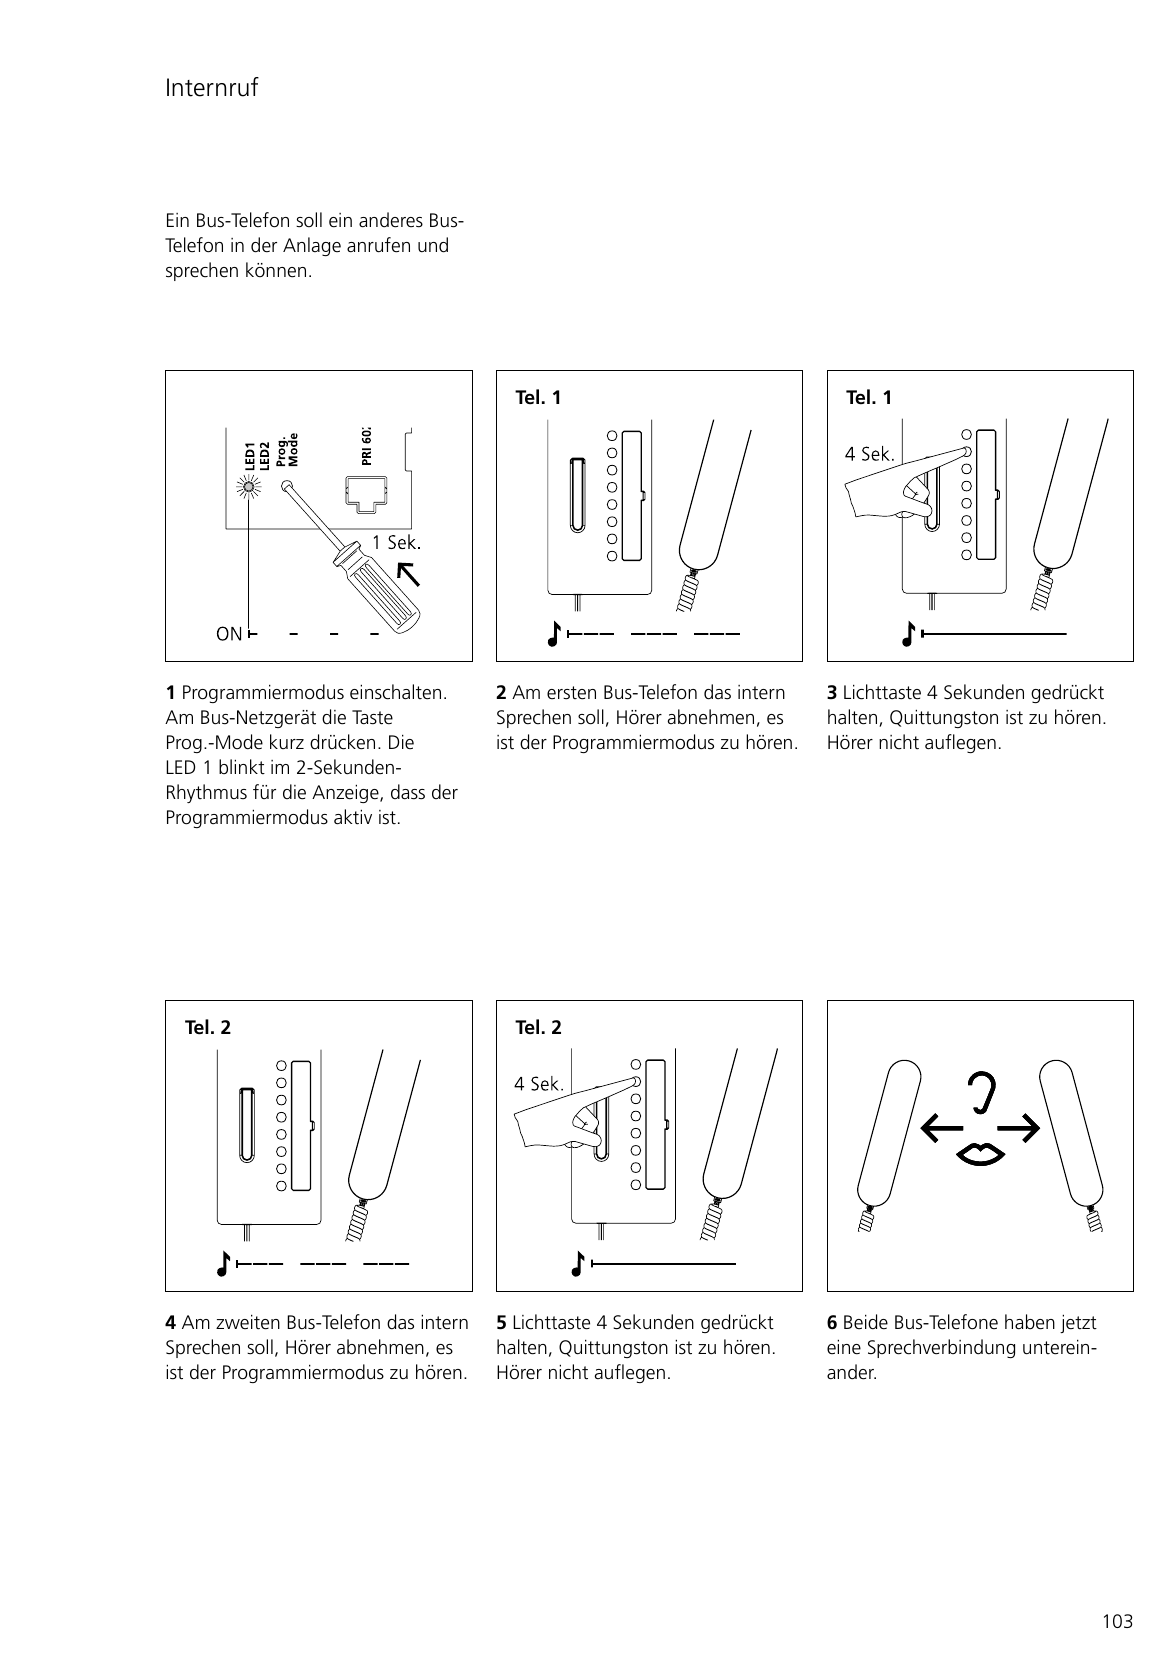 Internruf
Ein Bus-Telefon soll ein anderes Bus-
Telefon in der Anlage anrufen und
sprechen können.
LED1
LED2
Prog.
Mode
PRI 602
1 Sek.
ON
Tel. 1
Tel. 1
4 Sek.
1 Programmiermodus einschalten.
Am Bus-Netzgerät die Taste
Prog.-Mode kurz drücken. Die
LED 1 blinkt im 2-Sekunden-
Rhythmus für die Anzeige, dass der
Programmiermodus aktiv ist.
2 Am ersten Bus-Telefon das intern
Sprechen soll, Hörer abnehmen, es
ist der Programmiermodus zu hören.
3 Lichttaste 4 Sekunden gedrückt
halten, Quittungston ist zu hören.
Hörer nicht auflegen.
Tel. 2
Tel. 2
4 Sek.
4 Am zweiten Bus-Telefon das intern
Sprechen soll, Hörer abnehmen, es
ist der Programmiermodus zu hören.
5 Lichttaste 4 Sekunden gedrückt
halten, Quittungston ist zu hören.
Hörer nicht auflegen.
6 Beide Bus-Telefone haben jetzt
eine Sprechverbindung unterein-
ander.
103